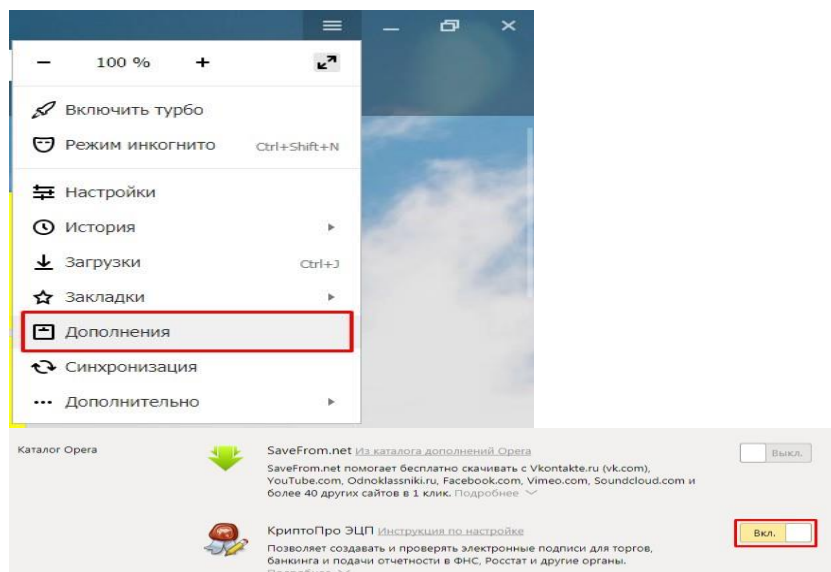 − 100 % +
Включить турбо
Режим инкогнито Ctrl+Shift+N
Настройки
История
Загрузки Ctrl+J
Закладки
Дополнения
Синхронизация
Дополнительно
Каталог Opera
SaveFrom.net Из каталога дополнений Opera
Выкл.
SaveFrom.net помогает бесплатно скачивать с Vkontakte.ru (vk.com),
YouTube.com, Odnoklassniki.ru, Facebook.com, Vimeo.com, Soundcloud.com и
более 40 других сайтов в 1 клик. Подробнее
КриптоПро ЭЦП Инструкция по настройке
Вкл.
Позволяет создавать и проверять электронные подписи для торгов,
банкинга и подачи отчетности в ФНС, Росстат и другие органы.